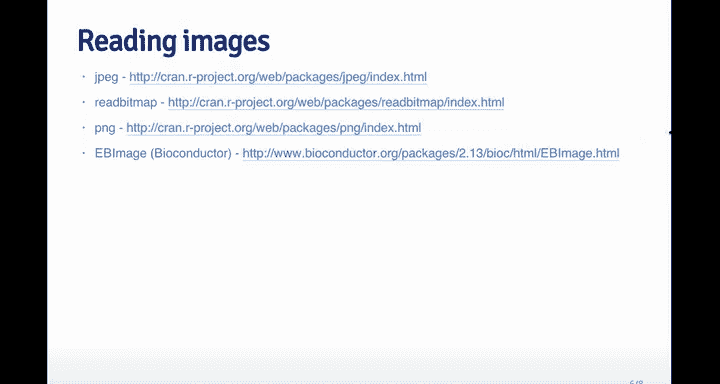 Reading images
· jpeg - http://cran.r-project.org/web/packages/jpeg/index.html
· readbitmap - http://cran.r-project.org/web/packages/readbitmap/index.html
· png - http://cran.r-project.org/web/packages/png/index.html
· EBImage (Bioconductor) - http://www.bioconductor.org/packages/2.13/bioc/html/EBImage.html